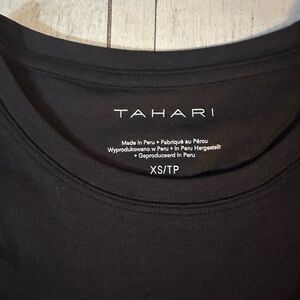 TAHARI
Made in Peru • Fabriqué au Pérou
Wyprodukowano w Peru • in Peru Hergestellt
• Geproduceerd in Peru
XS/TP